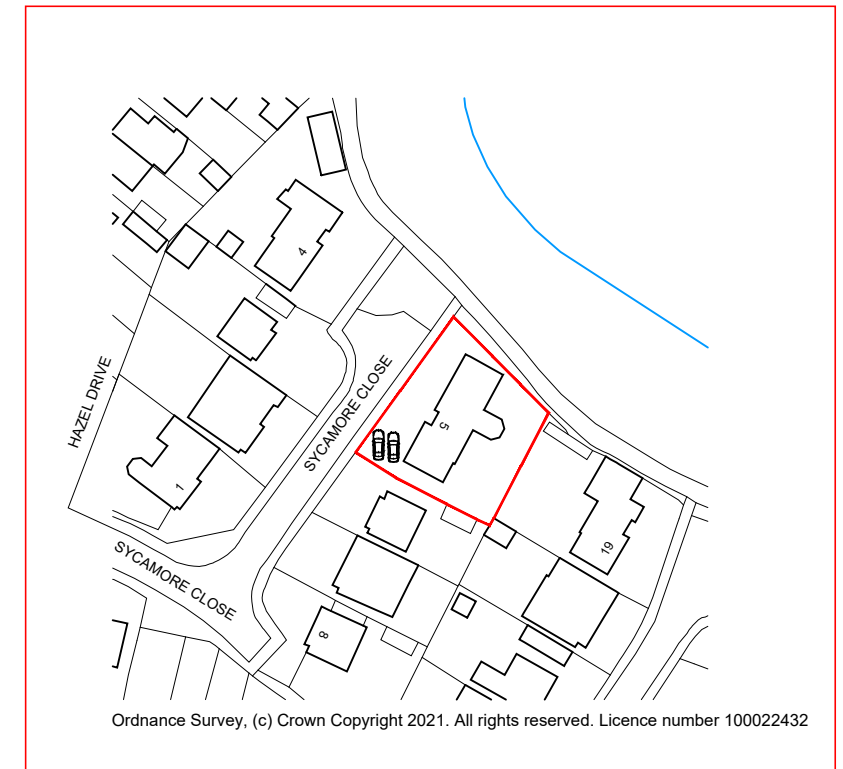 4
HAZEL DRIVE
SYCAMORE CLOSE
5
1
19
SYCAMORE CLOSE
8
Ordnance Survey, (c) Crown Copyright 2021. All rights reserved. Licence number 100022432